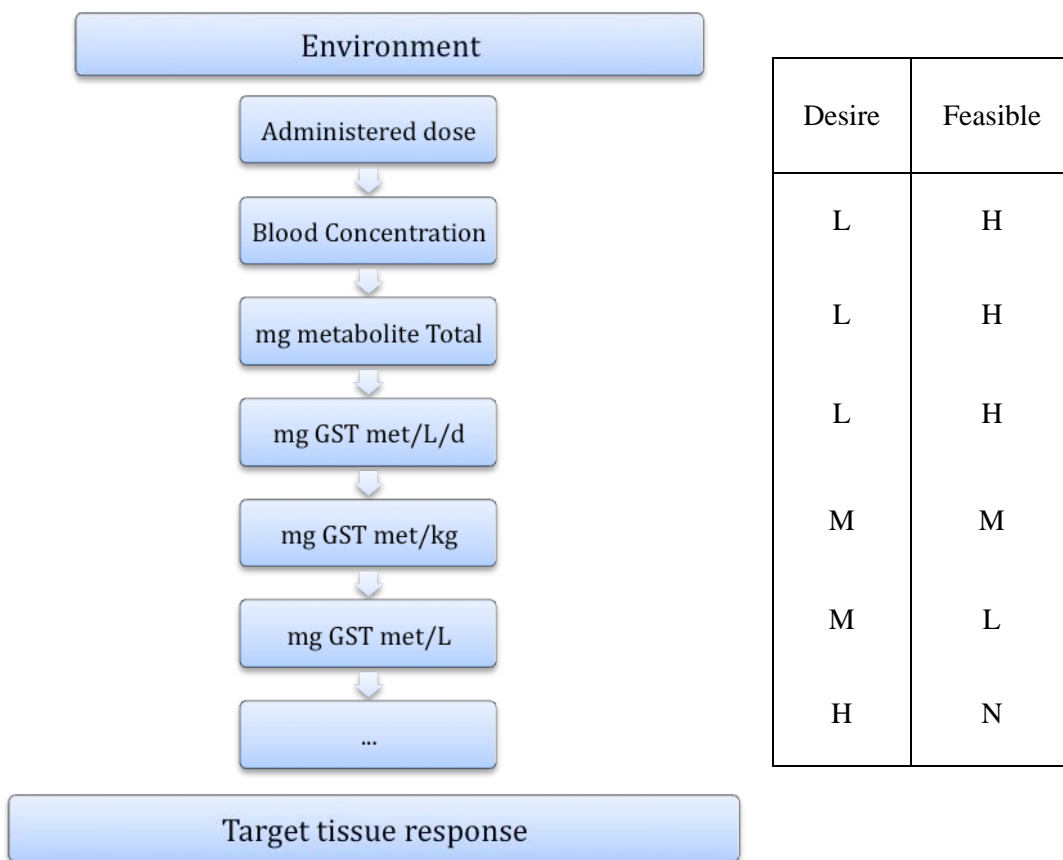 Environment
Administered dose
Blood Concentration
mg metabolite Total
mg GST met/L/d
mg GST met/kg
mg GST met/L
...
Target tissue response
Desire Feasible
L H
L H
L H
M M
M L
H N